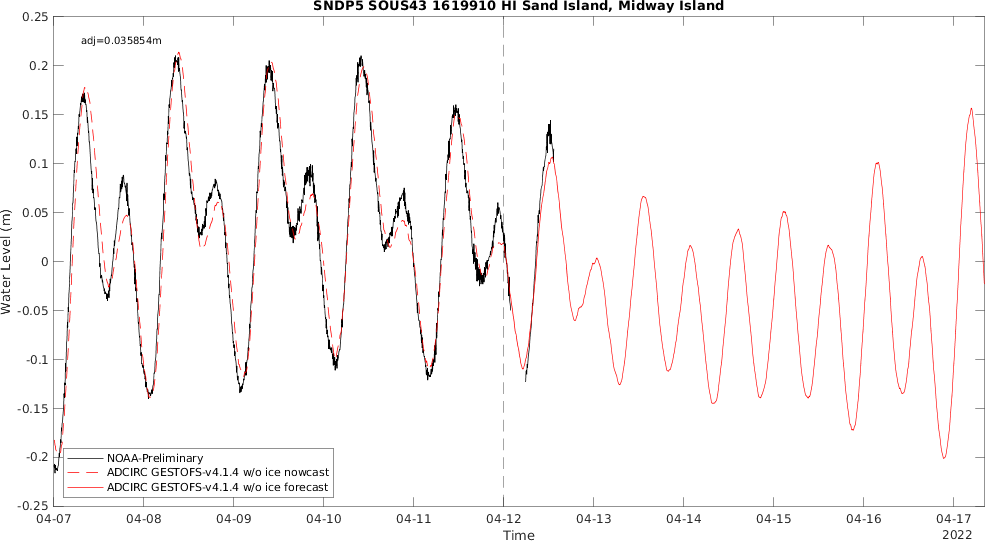 SNDP5 SOUS43 1619910 HI Sand Island, Midway Island
adj=0.035854m
0.25
0.2
0.15
0.1
0.05
0
-0.05
-0.1
-0.15
-0.2
-0.25
Water Level (m)
NOAA-Preliminary
ADCIRC GESTOFS-v4.1.4 w/o ice nowcast
ADCIRC GESTOFS-v4.1.4 w/o ice forecast
04-07 04-08 04-09 04-10 04-11 04-12 04-13 04-14 04-15 04-16 04-17
Time
2022